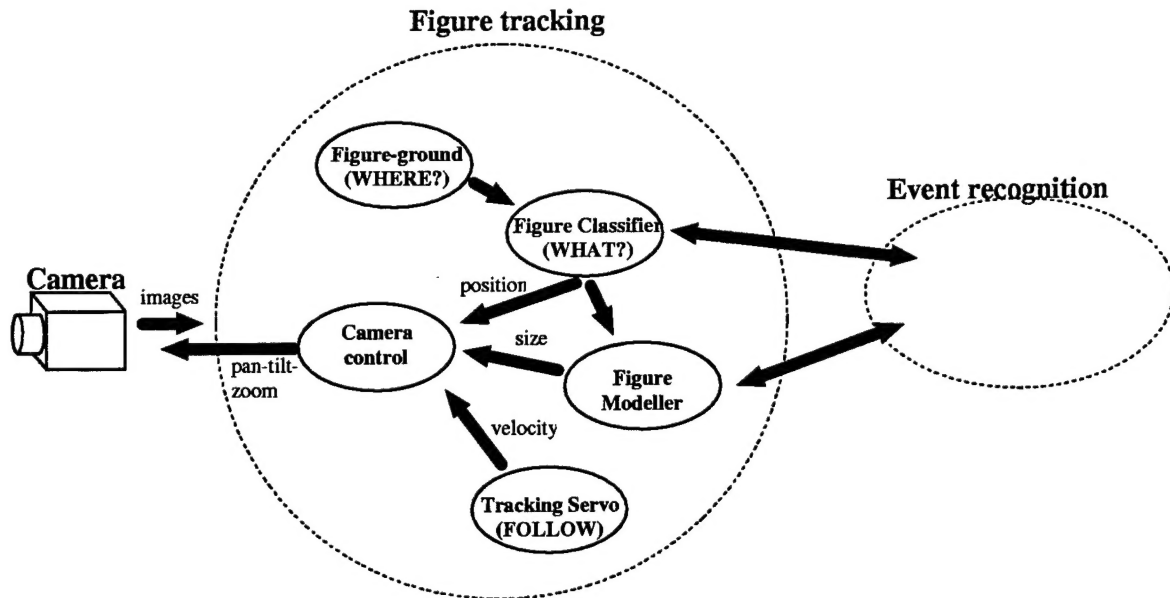 Figure tracking
Figure-ground
(WHERE?)
Event recognition
Figure Classifier
(WHAT?)
Camera
images
position
Camera
control
size
pan-tilt-
zoom
Figure
Modeller
velocity
Tracking Servo
(FOLLOW)